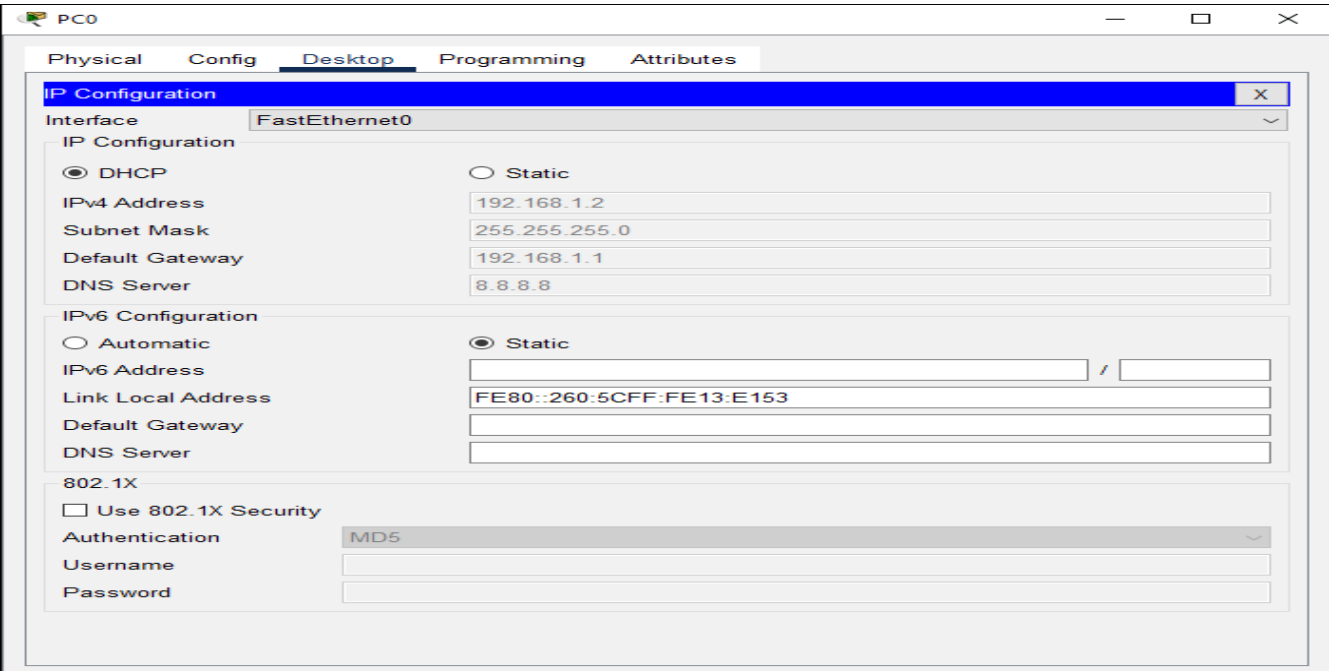 PC0
Physical Config Desktop Programming Attributes
IP Configuration X
Interface FastEthernet0
IP Configuration
DHCP Static
IPv4 Address 192.168.1.2
Subnet Mask 255.255.255.0
Default Gateway 192.168.1.1
DNS Server 8.8.8.8
IPv6 Configuration
Automatic Static
IPv6 Address /
Link Local Address FE80::260:5CFF:FE13:E153
Default Gateway
DNS Server
802.1X
Use 802.1X Security
Authentication MD5
Username
Password